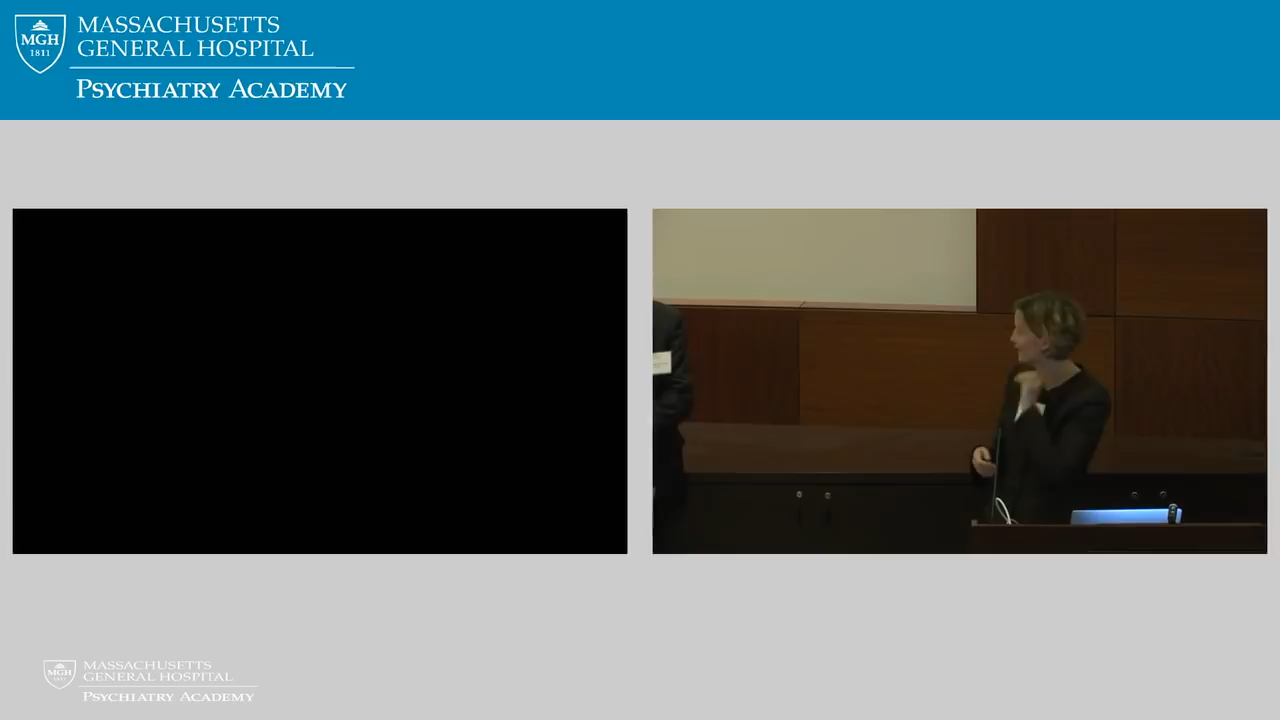 MASSACHUSETTS
GENERAL HOSPITAL
PSYCHIATRY ACADEMY
MGH
1811
MASSACHUSETTS
GENERAL HOSPITAL
PSYCHIATRY ACADEMY
MGH
1811